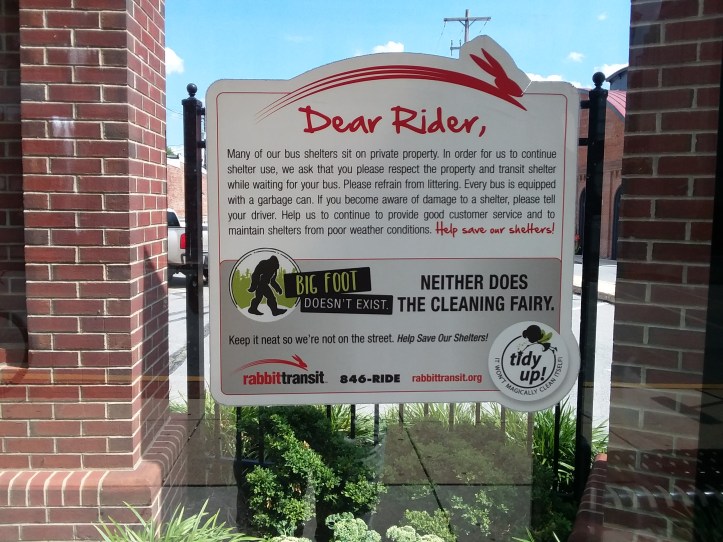 Dear Rider,
Many of our bus shelters sit on private property. In order for us to continue
shelter use, we ask that you please respect the property and transit shelter
while waiting for your bus. Please refrain from littering. Every bus is equipped
with a garbage can. If you become aware of damage to a shelter, please tell
your driver. Help us to continue to provide good customer service and to
maintain shelters from poor weather conditions. Help save our shelters!
BIG FOOT
DOESN'T EXIST.
NEITHER DOES
THE CLEANING FAIRY.
Keep it neat so we're not on the street. Help Save Our Shelters!
rabbittransit 846-RIDE rabbittransit.org
tidy
up!
IT WON'T MAGICALLY CLEAN ITSELF!